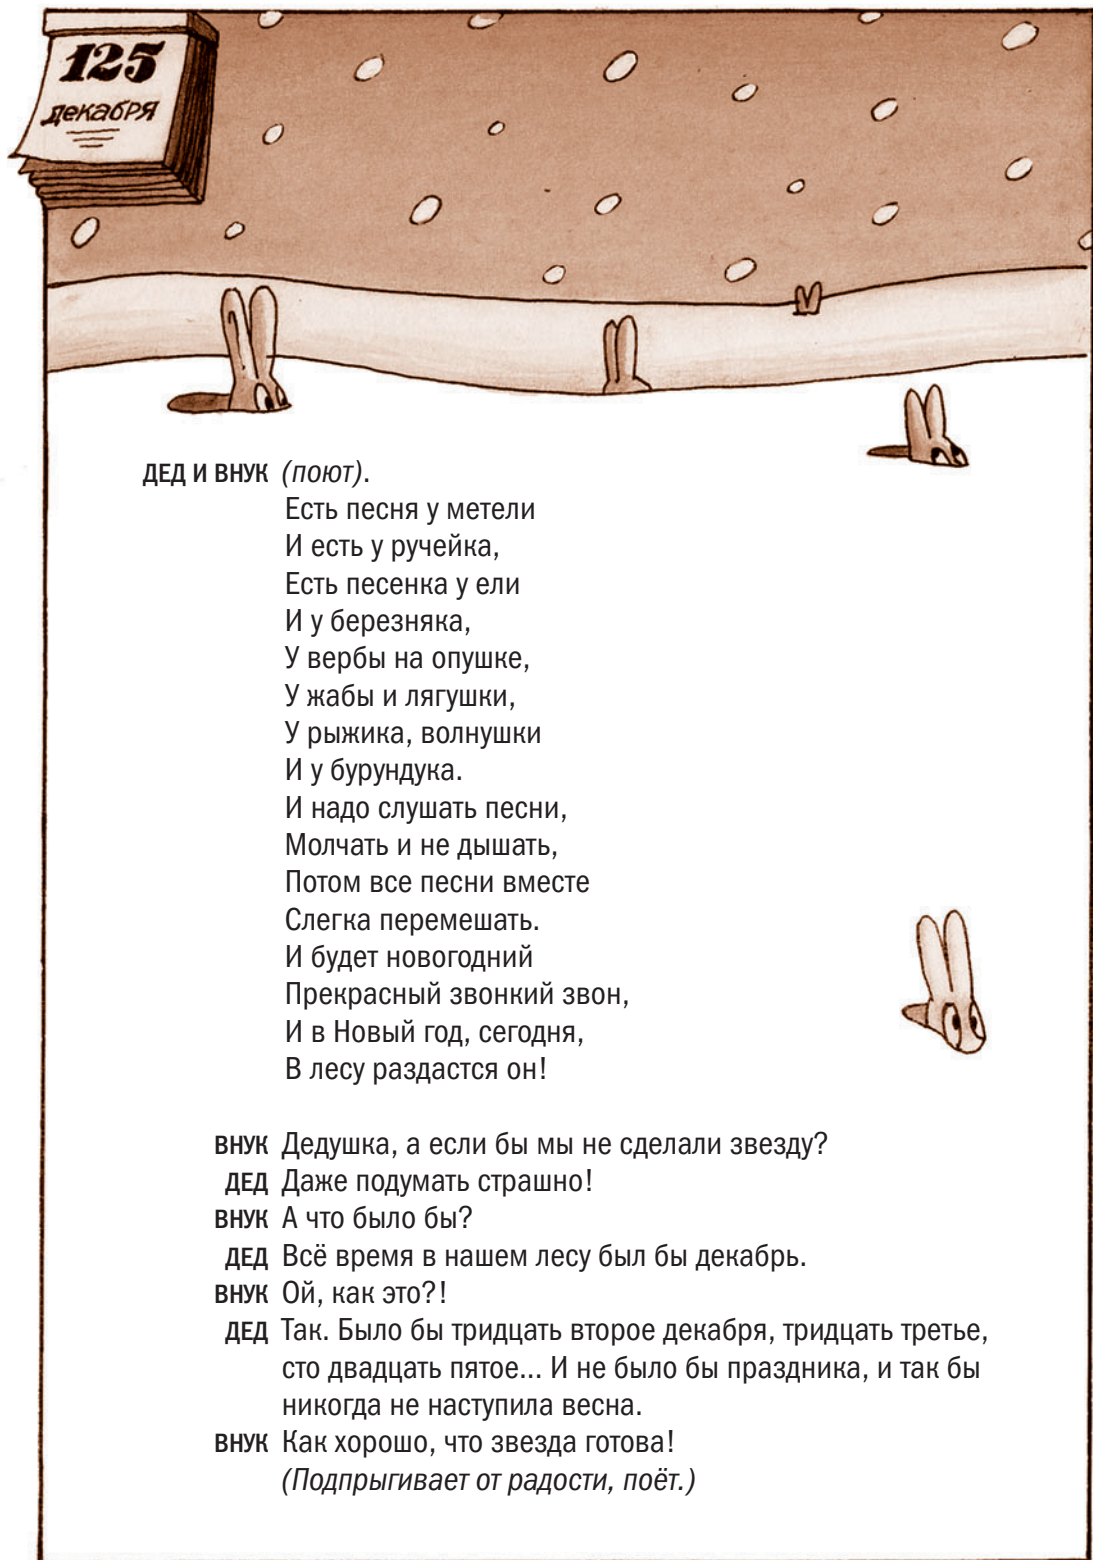 125
декабря
ДЕД И ВНУК (поют).
Есть песня у метели
И есть у ручейка,
Есть песенка у ели
И у березняка,
У вербы на опушке,
У жабы и лягушки,
У рыжика, волнушки
И у бурундука.
И надо слушать песни,
Молчать и не дышать,
Потом все песни вместе
Слегка перемешать.
И будет новогодний
Прекрасный звонкий звон,
И в Новый год, сегодня,
В лесу раздастся он!
ВНУК Дедушка, а если бы мы не сделали звезду?
ДЕД Даже подумать страшно!
ВНУК А что было бы?
ДЕД Всё время в нашем лесу был бы декабрь.
ВНУК Ой, как это?!
ДЕД Так. Было бы тридцать второе декабря, тридцать третье,
сто двадцать пятое... И не было бы праздника, и так бы
никогда не наступила весна.
ВНУК Как хорошо, что звезда готова!
(Подпрыгивает от радости, поёт.)